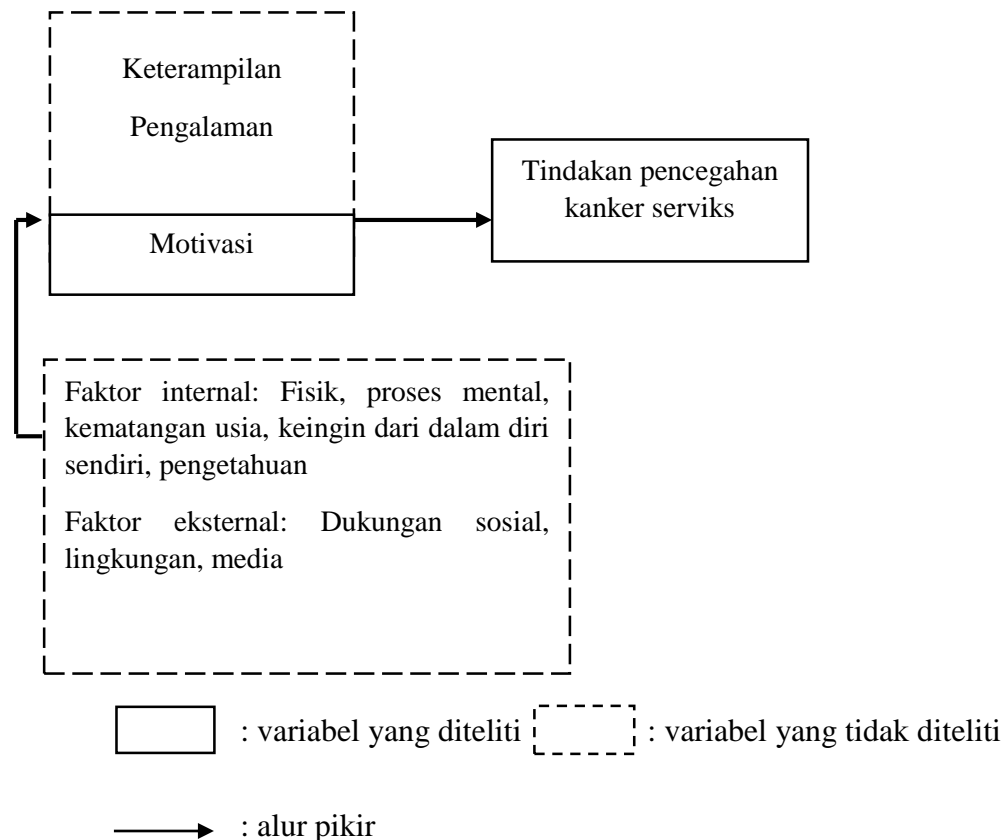 Keterampilan
Pengalaman
Motivasi
Tindakan pencegahan
kanker serviks
Faktor internal: Fisik, proses mental,
kematangan usia, keingin dari dalam diri
sendiri, pengetahuan
Faktor eksternal: Dukungan sosial,
lingkungan, media
: variabel yang diteliti
: variabel yang tidak diteliti
: alur pikir